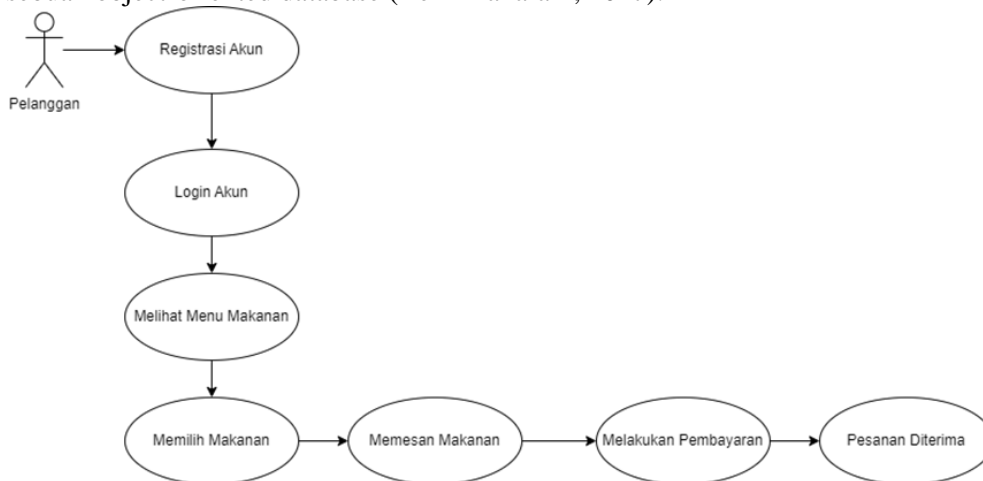 Registrasi Akun
Pelanggan
Login Akun
Melihat Menu Makanan
Memilih Makanan
Memesan Makanan
Melakukan Pembayaran
Pesanan Diterima